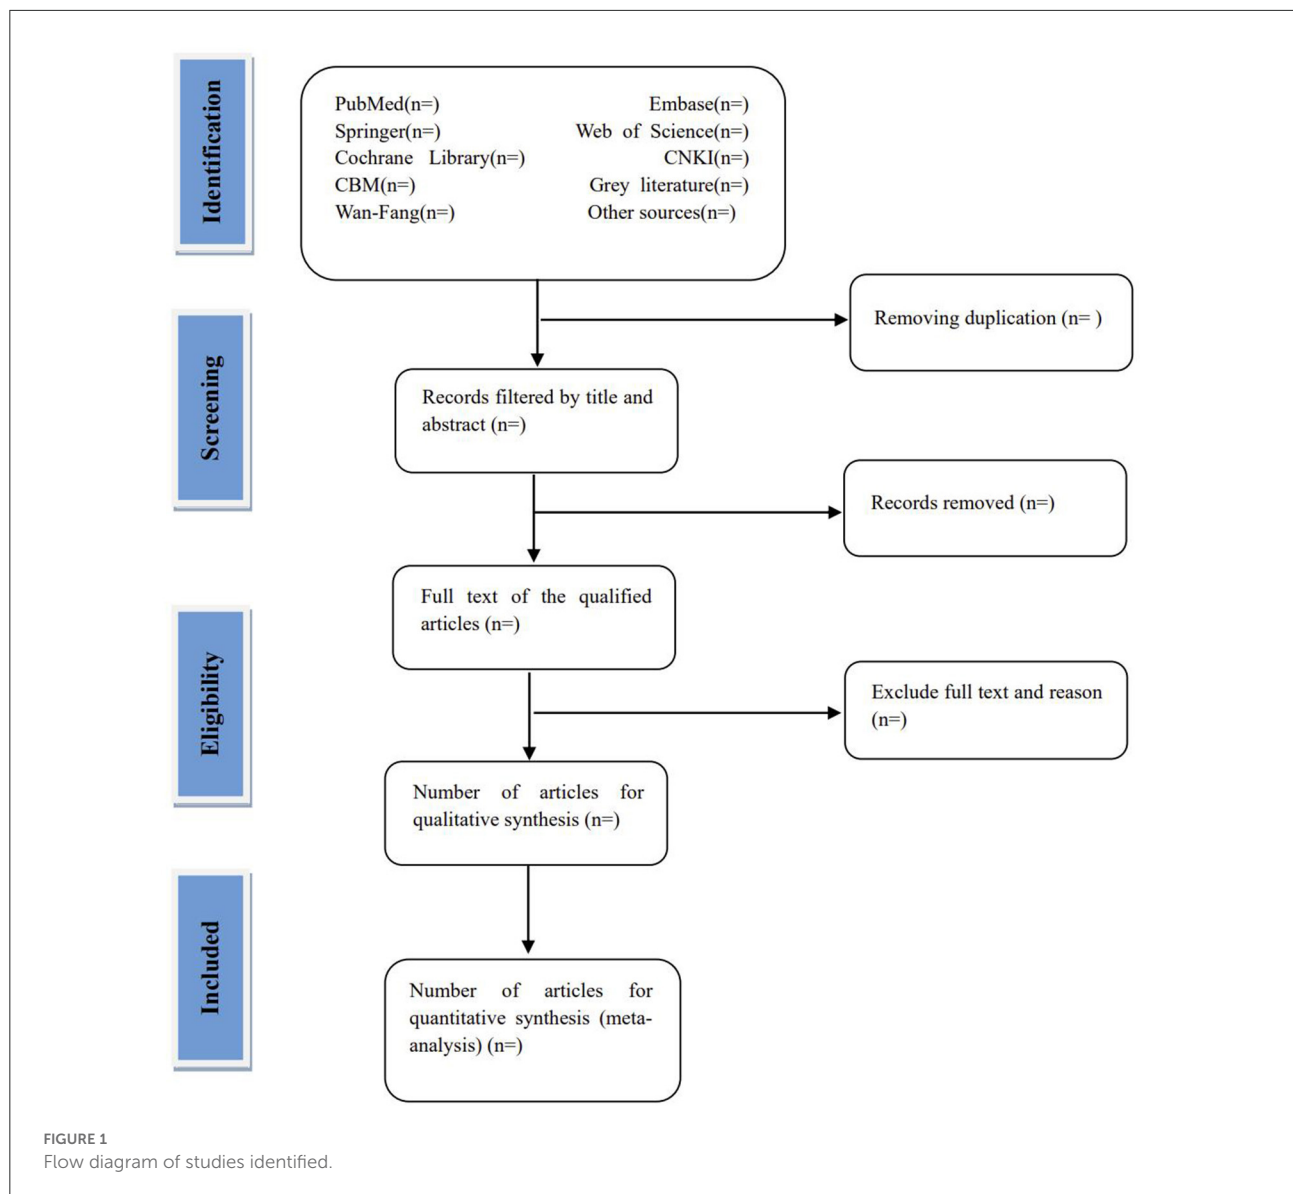 Identification
PubMed(n=)
Embase(n=)
Springer(n=)
Web of Science(n=)
Cochrane Library(n=)
CNKI(n=)
CBM(n=)
Grey literature(n=)
Wan-Fang(n=)
Other sources(n=)
Removing duplication (n= )
Screening
Records filtered by title and
abstract (n=)
Records removed (n=)
Eligibility
Full text of the qualified
articles (n=)
Exclude full text and reason
(n=)
Number of articles for
qualitative synthesis (n=)
Included
Number of articles for
quantitative synthesis (meta-
analysis) (n=)
FIGURE 1
Flow diagram of studies identified.